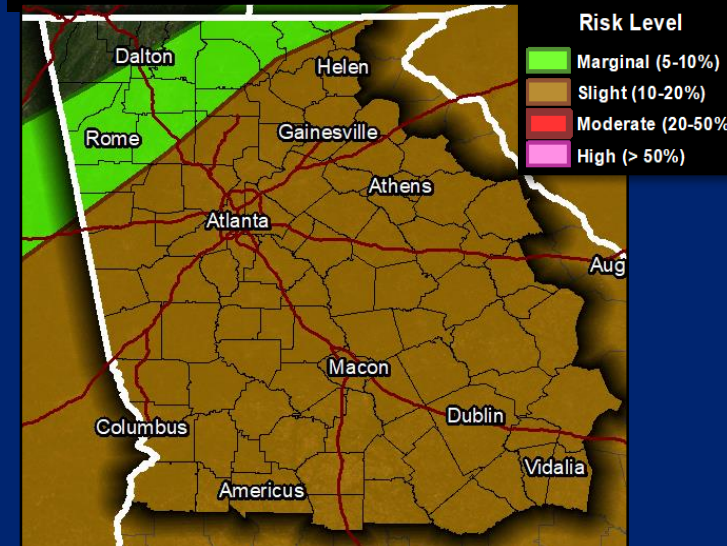 Risk Level
Marginal (5-10%)
Slight (10-20%)
Moderate (20-50%
High (> 50%)
Dalton
Helen
Rome
Gainesville
Athens
Atlanta
Aug
Macon
Dublin
Columbus
Vidalia
Americus